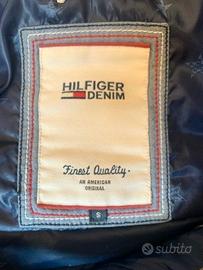 HILFIGER
DENIM
Finest Quality.
AN AMERICAN
ORIGINAL
S
subito